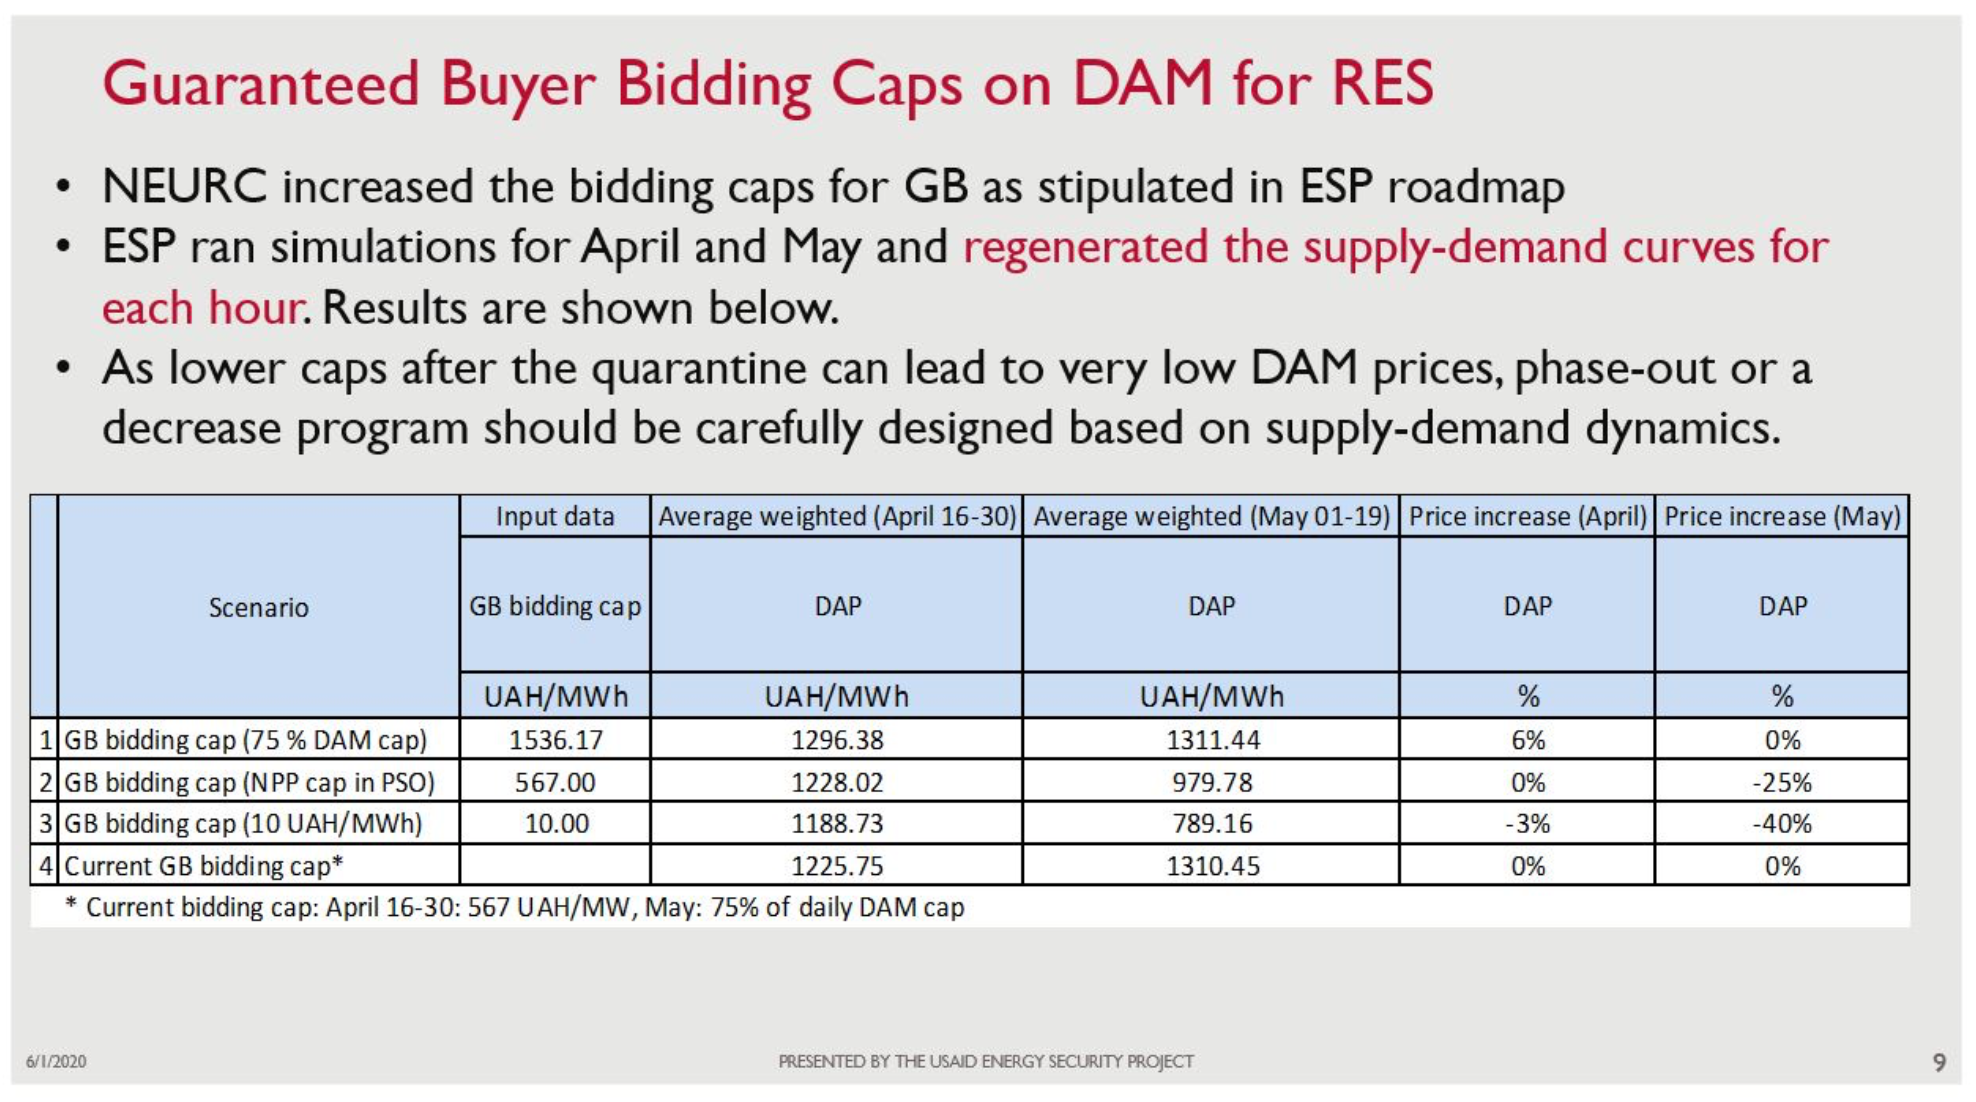 Guaranteed Buyer Bidding Caps on DAM for RES
• NEURC increased the bidding caps for GB as stipulated in ESP roadmap
• ESP ran simulations for April and May and regenerated the supply-demand curves for
each hour. Results are shown below.
• As lower caps after the quarantine can lead to very low DAM prices, phase-out or a
decrease program should be carefully designed based on supply-demand dynamics.
Input data Average weighted (April 16-30) Average weighted (May 01-19) Price increase (April) Price increase (May)
Scenario GB bidding cap DAP DAP DAP DAP
UAH/MWh UAH/MWh UAH/MWh % %
1 GB bidding cap (75 % DAM cap) 1536.17 1296.38 1311.44 6% 0%
2 GB bidding cap (NPP cap in PSO) 567.00 1228.02 979.78 0% -25%
3 GB bidding cap (10 UAH/MWh) 10.00 1188.73 789.16 -3% -40%
4 Current GB bidding cap* 1225.75 1310.45 0% 0%
* Current bidding cap: April 16-30: 567 UAH/MW, May: 75% of daily DAM cap
6/1/2020 PRESENTED BY THE USAID ENERGY SECURITY PROJECT 9